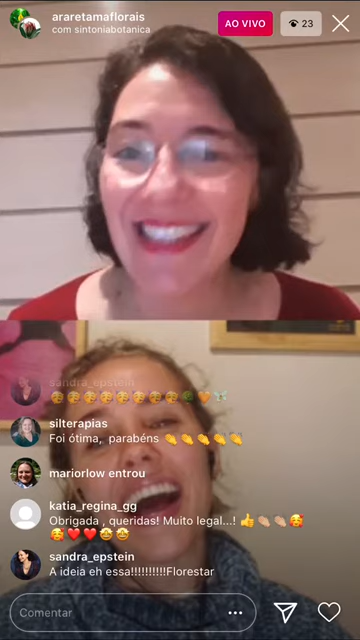 araretamaflorais
com sintoniabotanica
AO VIVO
23
sandra_epstein
🥰🥰🥰🥰🥰🥰🥰🥰🥰🌳🧡🧚
silterapias
Foi ótima, parabéns 👏👏👏👏👏
mariorlow entrou
katia_regina_gg
Obrigada , queridas! Muito legal...! 👍👏🏼👏🏼🥰
🥰❤️❤️🤩🤩
sandra_epstein
A ideia eh essa!!!!!!!!!!Florestar
Comentar